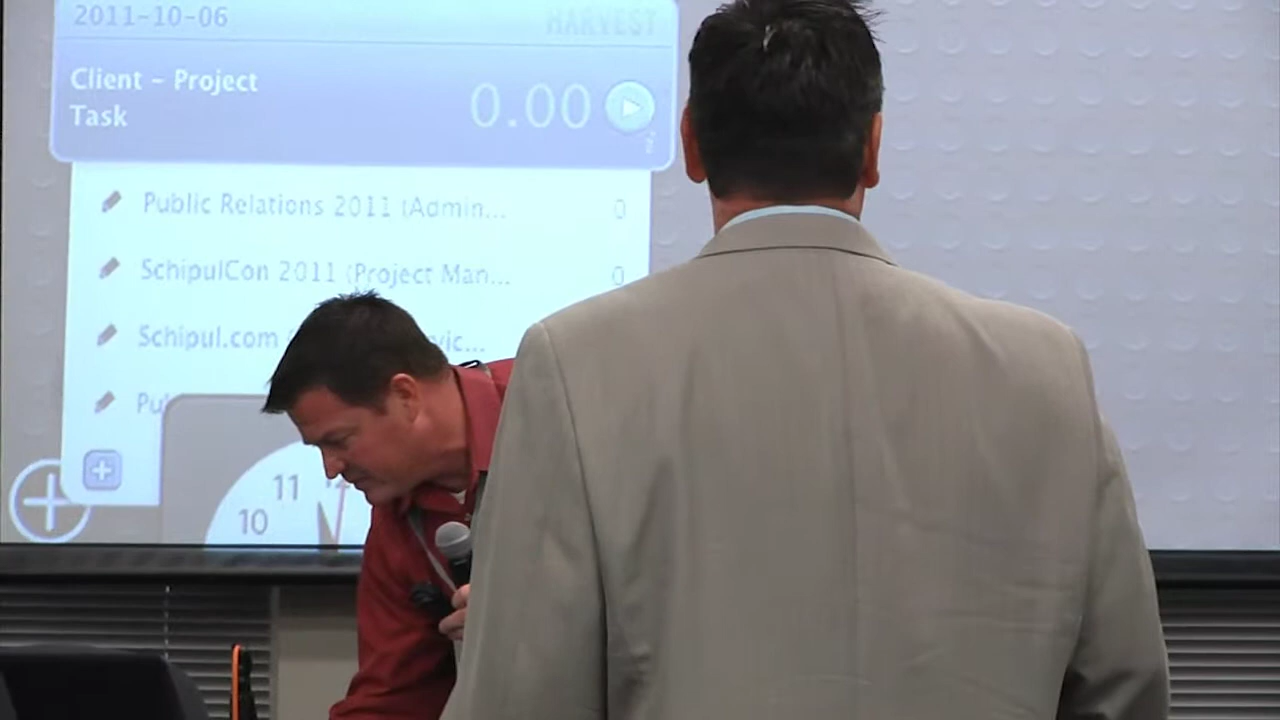 2011-10-06
HARVEST
Client - Project
0.00
Task
Public Relations 2011 (Admin... 0
SchipulCon 2011 (Project Man... 0
Schipul.com
11
10